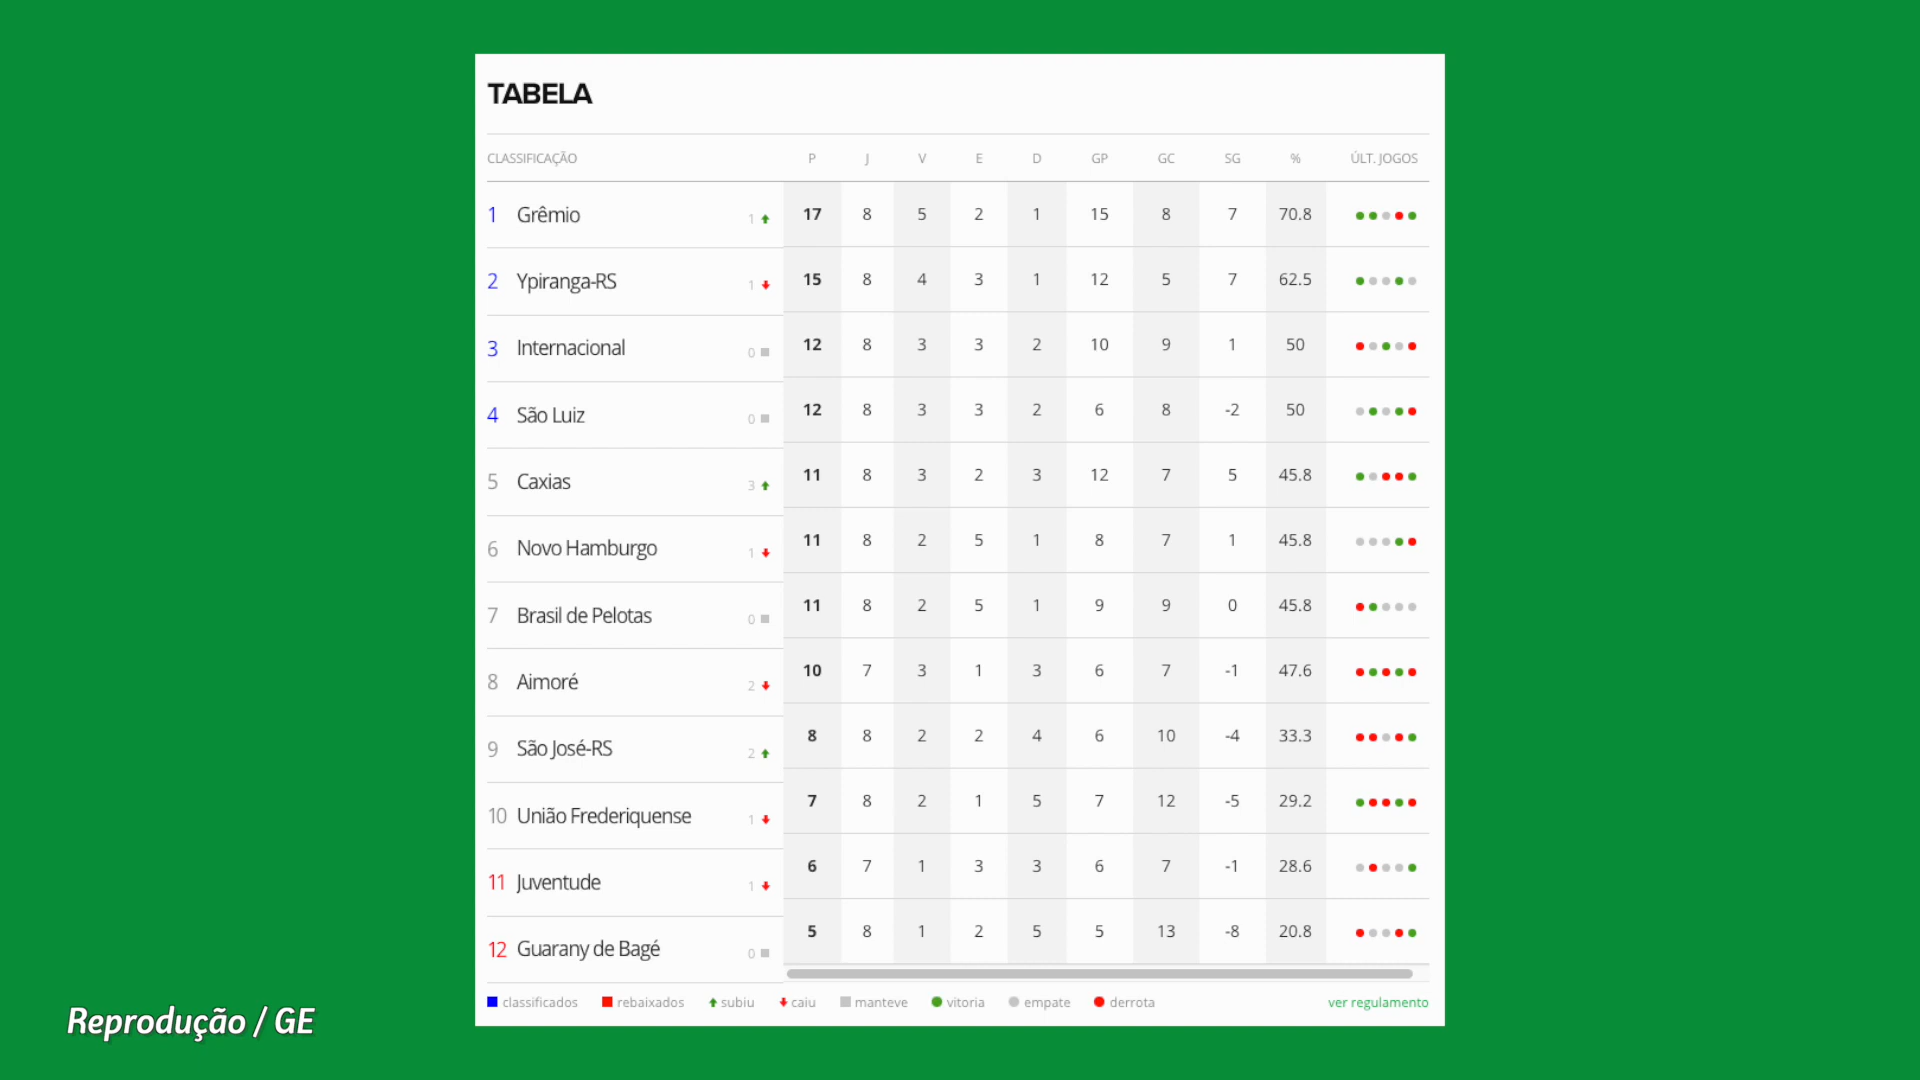 TABELA
CLASSIFICAÇÃO P J V E D GP GC SG % ÚLT. JOGOS
1 Grêmio 1 17 8 5 2 1 15 8 7 70.8
2 Ypiranga-RS 1 15 8 4 3 1 12 5 7 62.5
3 Internacional 0 12 8 3 3 2 10 9 1 50
4 São Luiz 0 12 8 3 3 2 6 8 -2 50
5 Caxias 3 11 8 3 2 3 12 7 5 45.8
6 Novo Hamburgo 1 11 8 2 5 1 8 7 1 45.8
7 Brasil de Pelotas 0 11 8 2 5 1 9 9 0 45.8
8 Aimoré 2 10 7 3 1 3 6 7 -1 47.6
9 São José-RS 2 8 8 2 2 4 6 10 -4 33.3
10 União Frederiquense 1 7 8 2 1 5 7 12 -5 29.2
11 Juventude 1 6 7 1 3 3 6 7 -1 28.6
12 Guarany de Bagé 0 5 8 1 2 5 5 13 -8 20.8
classificados rebaixados subiu caiu manteve vitoria empate derrota ver regulamento
Reprodução / GE